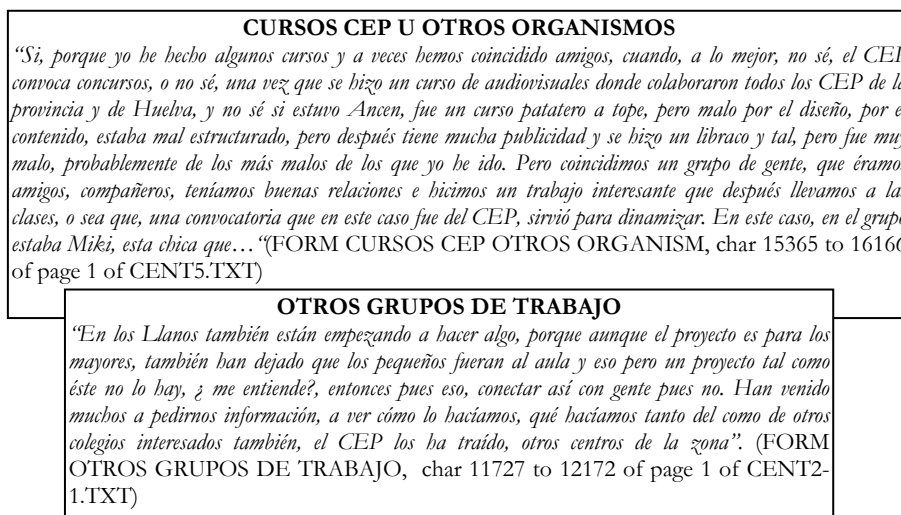 CURSOS CEP U OTROS ORGANISMOS
“Si, porque yo he hecho algunos cursos y a veces hemos coincidido amigos, cuando, a lo mejor, no sé, el CEP
convoca concursos, o no sé, una vez que se hizo un curso de audiovisuales donde colaboraron todos los CEP de la
provincia y de Huelva, y no sé si estuvo Ancen, fue un curso patatero a tope, pero malo por el diseño, por el
contenido, estaba mal estructurado, pero después tiene mucha publicidad y se hizo un libraco y tal, pero fue muy
malo, probablemente de los más malos de los que yo he ido. Pero coincidimos un grupo de gente, que éramos
amigos, compañeros, teníamos buenas relaciones e hicimos un trabajo interesante que después llevamos a las
clases, o sea que, una convocatoria que en este caso fue del CEP, sirvió para dinamizar. En este caso, en el grupo
estaba Miki, esta chica que…“(FORM CURSOS CEP OTROS ORGANISM, char 15365 to 16166
of page 1 of CENT5.TXT)
OTROS GRUPOS DE TRABAJO
“En los Llanos también están empezando a hacer algo, porque aunque el proyecto es para los
mayores, también han dejado que los pequeños fueran al aula y eso pero un proyecto tal como
éste no lo hay, ¿ me entiende?, entonces pues eso, conectar así con gente pues no. Han venido
muchos a pedirnos información, a ver cómo lo hacíamos, qué hacíamos tanto del como de otros
colegios interesados también, el CEP los ha traído, otros centros de la zona”. (FORM
OTROS GRUPOS DE TRABAJO, char 11727 to 12172 of page 1 of CENT2-
1.TXT)